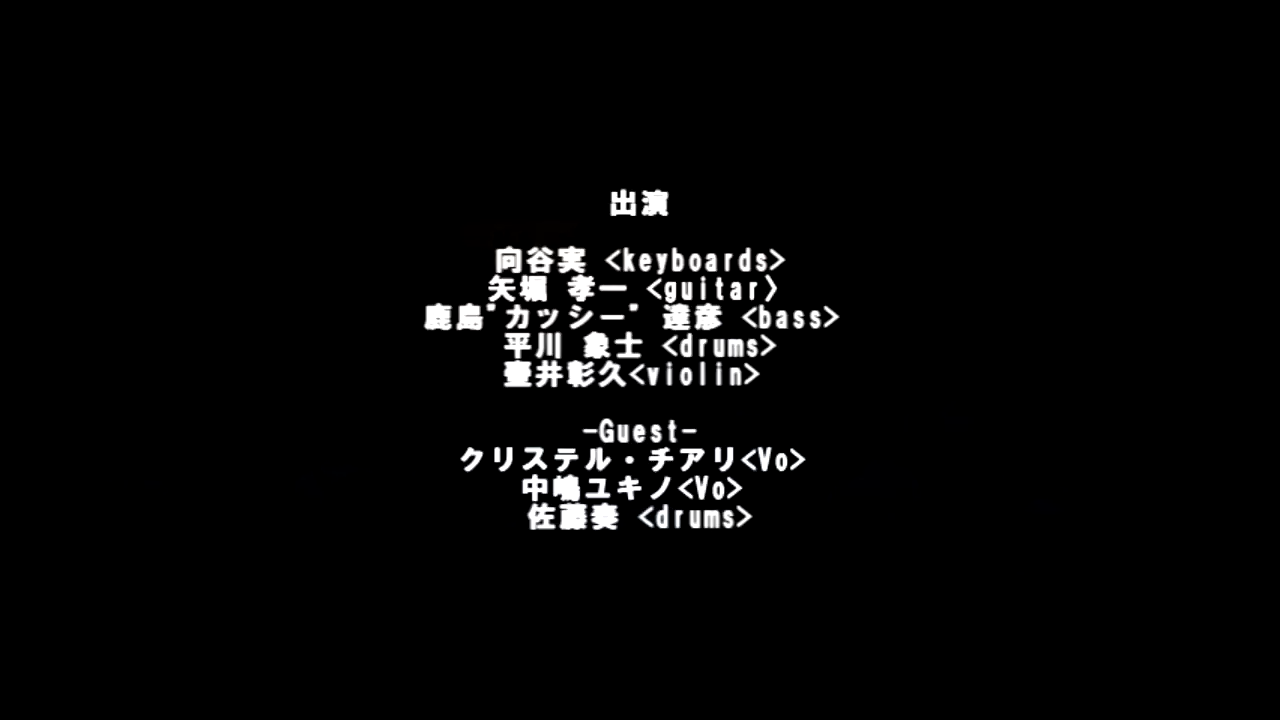 出演
向谷実 <keyboards>
矢堀 孝一 <guitar>
鹿島"カッシー" 達彦 <bass>
平川 象士 <drums>
壷井彰久<violin>
-Guest-
クリステル・チアリ<Vo>
中嶋ユキノ<Vo>
佐藤奏 <drums>